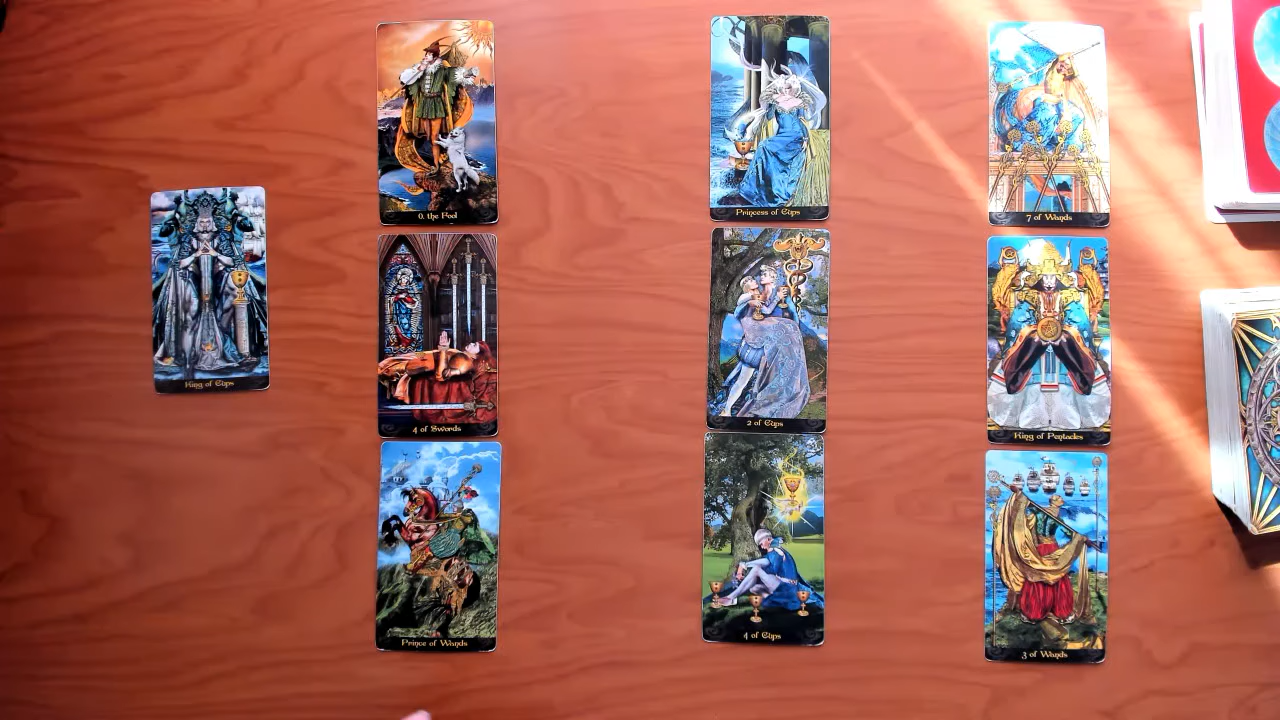 King of Cups
0. the Fool
4 of Swords
Prince of Wands
Princess of Cups
2 of Cups
4 of Cups
7 of Wands
King of Pentacles
3 of Wands